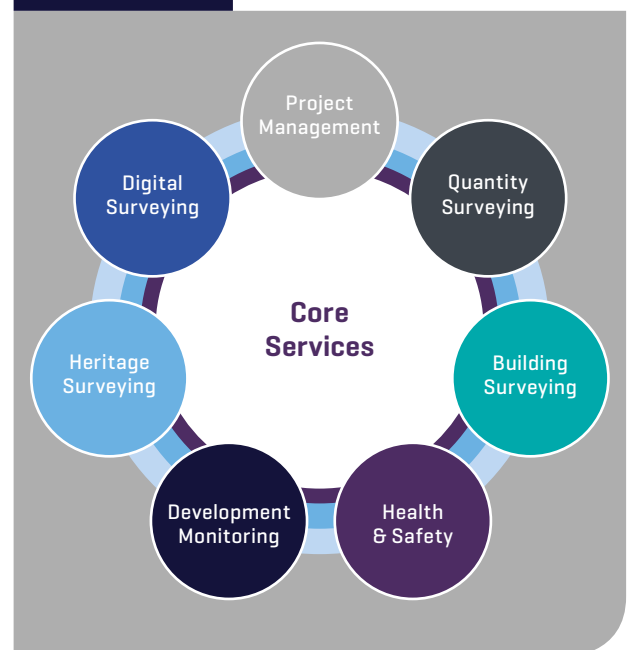 Project
Management
Quantity
Surveying
Building
Surveying
Health
& Safety
Development
Monitoring
Heritage
Surveying
Digital
Surveying
Core
Services